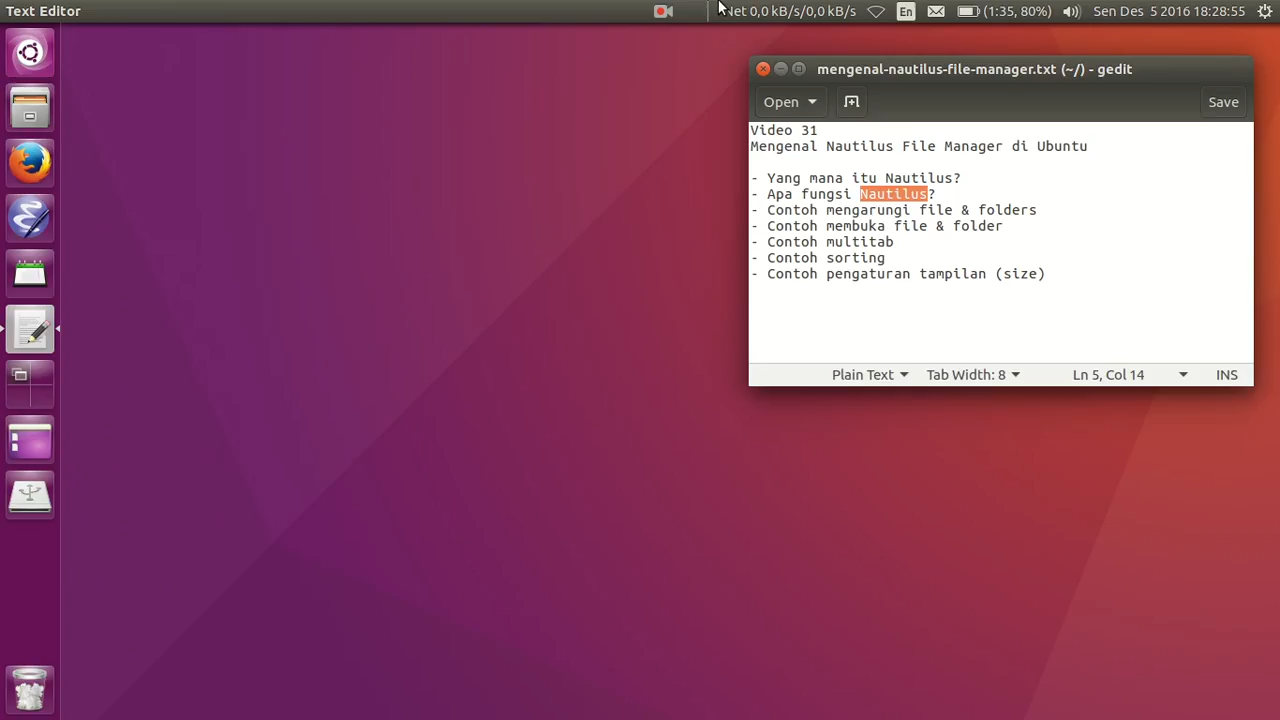 Text Editor
Net 0,0 kB/s/0,0 kB/s En (1:35, 80%) Sen Des 5 2016 18:28:55
mengenal-nautilus-file-manager.txt (~/) - gedit
Open Save
Video 31
Mengenal Nautilus File Manager di Ubuntu
- Yang mana itu Nautilus?
- Apa fungsi Nautilus?
- Contoh mengarungi file & folders
- Contoh membuka file & folder
- Contoh multitab
- Contoh sorting
- Contoh pengaturan tampilan (size)
Plain Text Tab Width: 8 Ln 5, Col 14 INS